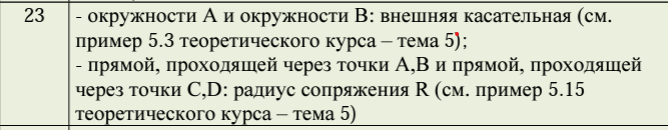 23 - окружности А и окружности В: внешняя касательная (см.
пример 5.3 теоретического курса – тема 5);
- прямой, проходящей через точки А,В и прямой, проходящей
через точки C,D: радиус сопряжения R (см. пример 5.15
теоретического курса – тема 5)